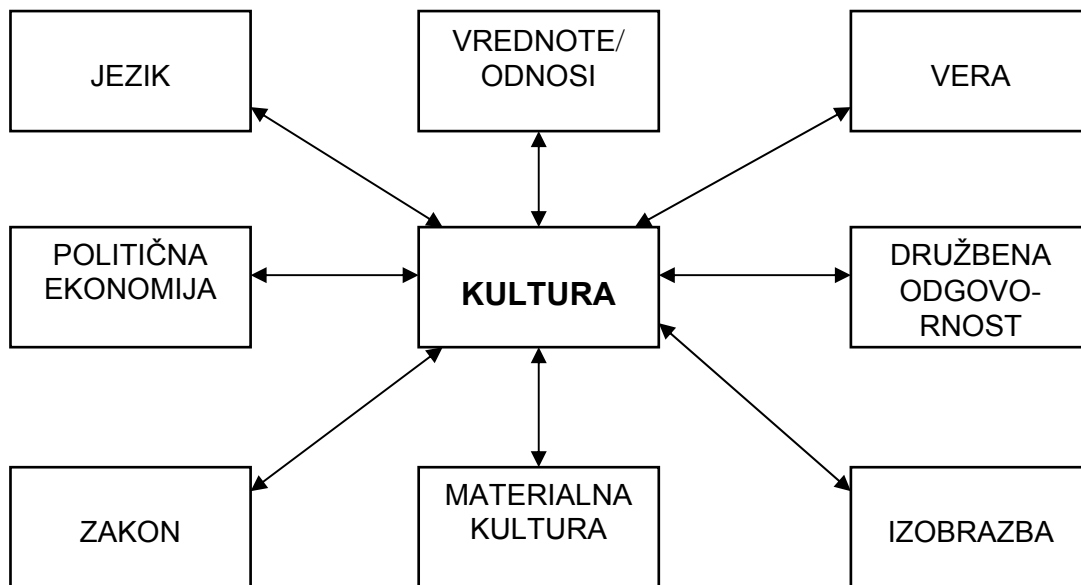 JEZIK
VREDNOTE/
ODNOSI
VERA
POLITIČNA
EKONOMIJA
KULTURA
DRUŽBENA
ODGOVO-
RNOST
ZAKON
MATERIALNA
KULTURA
IZOBRAZBA